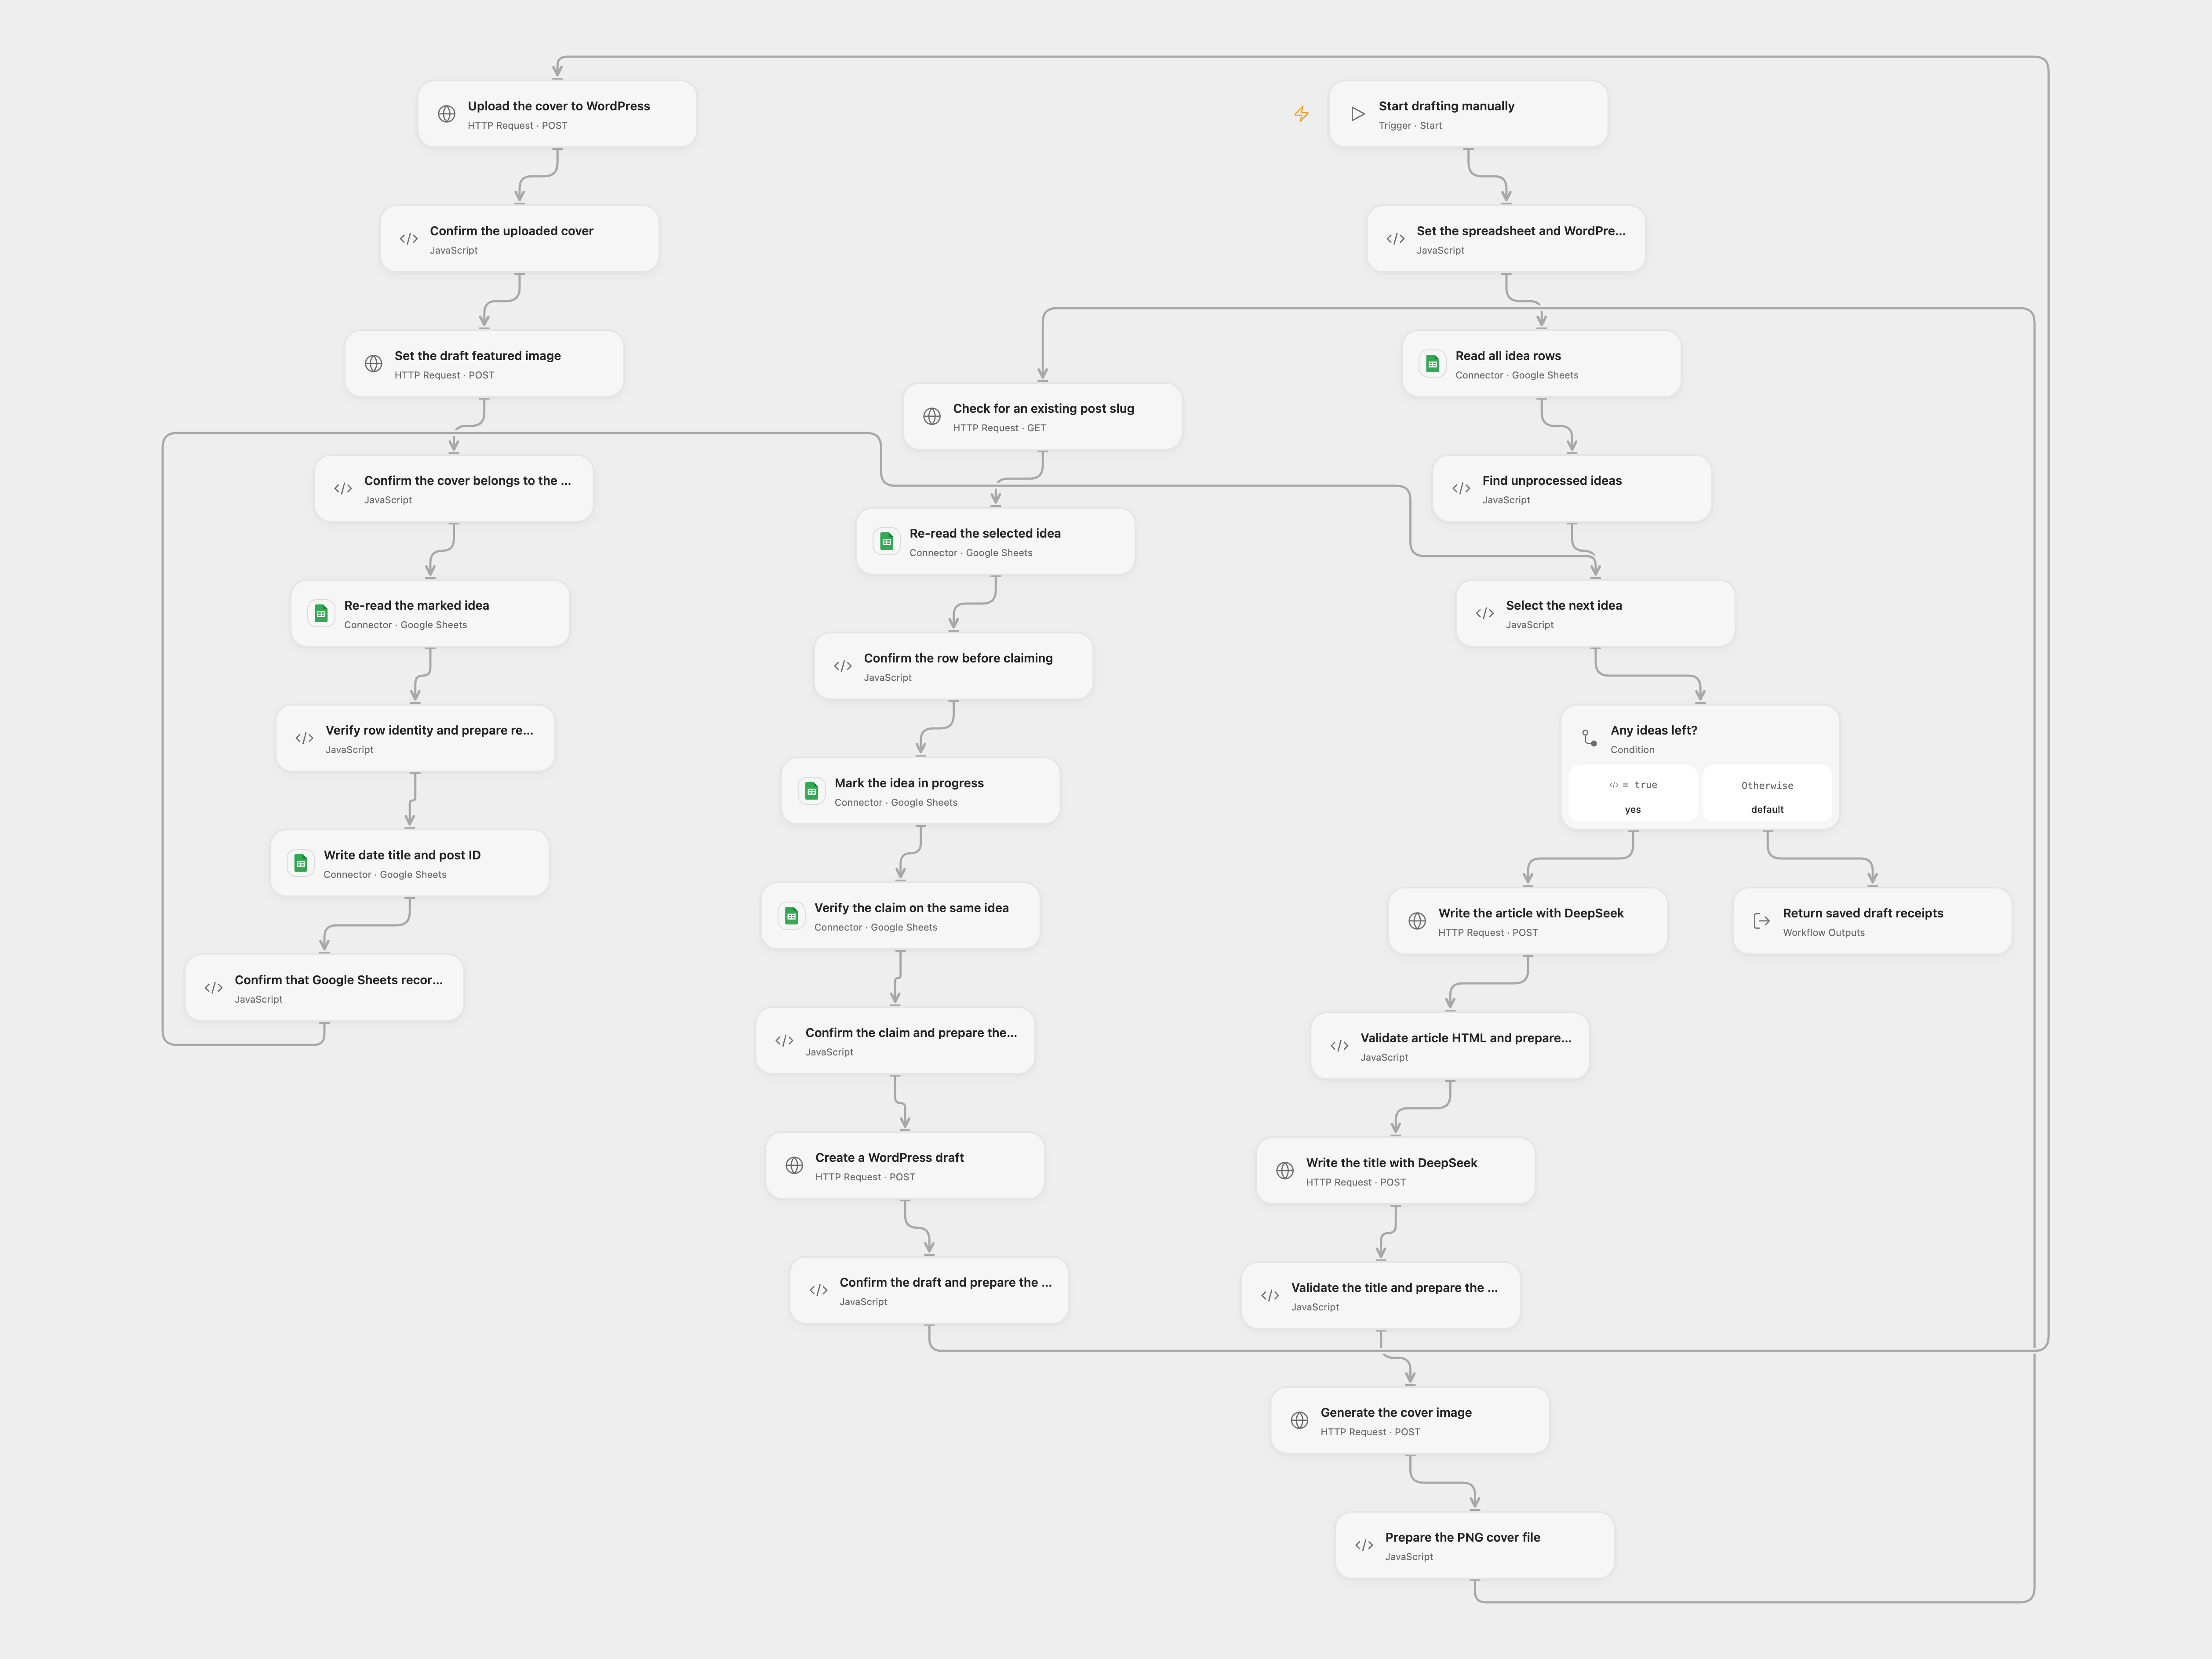 Upload the cover to WordPress
HTTP Request · POST
Confirm the uploaded cover
JavaScript
Set the draft featured image
HTTP Request · POST
Confirm the cover belongs to the ...
JavaScript
Re-read the marked idea
Connector · Google Sheets
Verify row identity and prepare re...
JavaScript
Write date title and post ID
Connector · Google Sheets
Confirm that Google Sheets recor...
JavaScript
Check for an existing post slug
HTTP Request · GET
Re-read the selected idea
Connector · Google Sheets
Confirm the row before claiming
JavaScript
Mark the idea in progress
Connector · Google Sheets
Verify the claim on the same idea
Connector · Google Sheets
Confirm the claim and prepare the...
JavaScript
Create a WordPress draft
HTTP Request · POST
Confirm the draft and prepare the ...
JavaScript
Start drafting manually
Trigger · Start
Set the spreadsheet and WordPre...
JavaScript
Read all idea rows
Connector · Google Sheets
Find unprocessed ideas
JavaScript
Select the next idea
JavaScript
Any ideas left?
Condition
</> = true
yes
Otherwise
default
Write the article with DeepSeek
HTTP Request · POST
Return saved draft receipts
Workflow Outputs
Validate article HTML and prepare...
JavaScript
Write the title with DeepSeek
HTTP Request · POST
Validate the title and prepare the ...
JavaScript
Generate the cover image
HTTP Request · POST
Prepare the PNG cover file
JavaScript